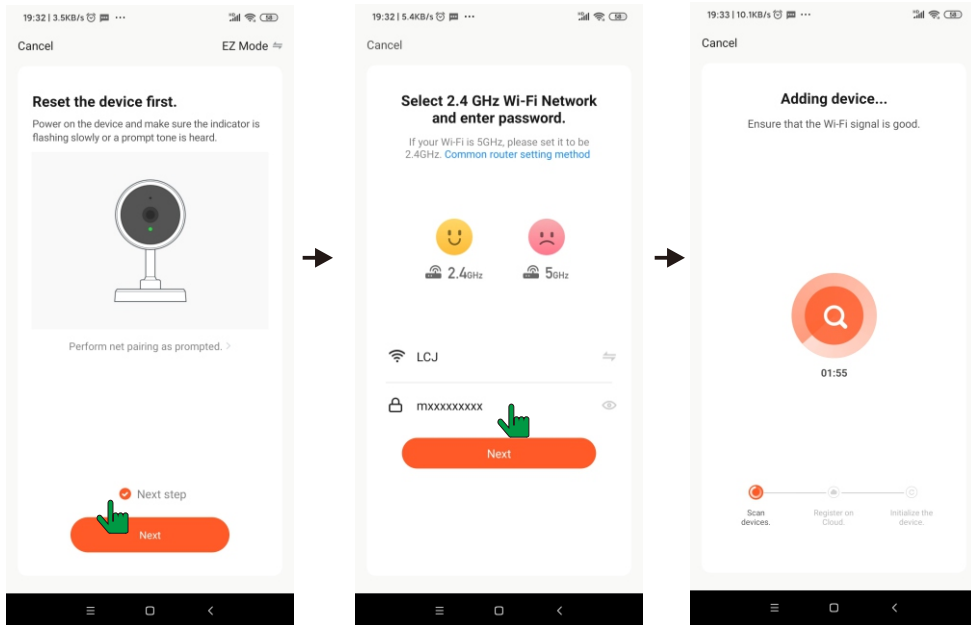 19:32 | 3.5KB/s
58
Cancel
EZ Mode
Reset the device first.
Power on the device and make sure the indicator is
flashing slowly or a prompt tone is heard.
Perform net pairing as prompted. >
Next step
Next
19:32 | 5.4KB/s
58
Cancel
Select 2.4 GHz Wi-Fi Network
and enter password.
If your Wi-Fi is 5GHz, please set it to be
2.4GHz. Common router setting method
2.4GHz
5GHz
LCJ
mxxxxxxxxx
Next
19:33 | 10.1KB/s
58
Cancel
Adding device...
Ensure that the Wi-Fi signal is good.
01:55
Scan
devices.
Register on
Cloud.
Initialize the
device.